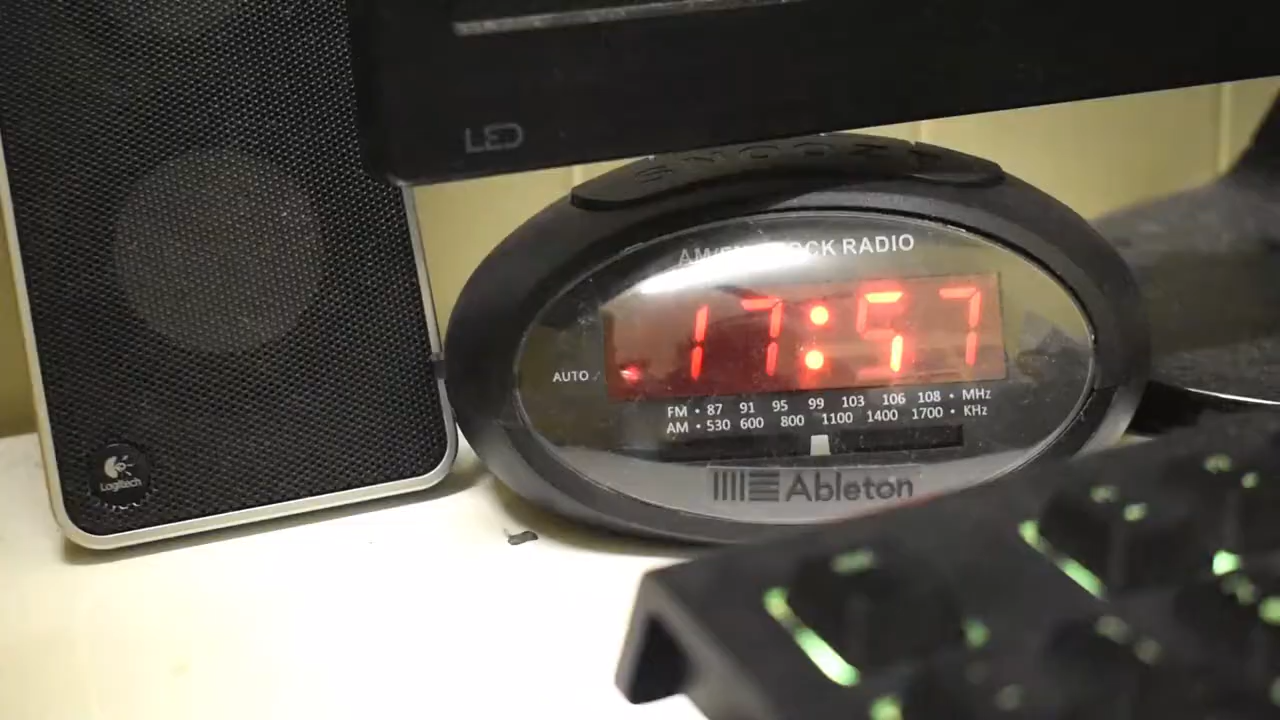 LED
SNOOZE
AM/FM CLOCK RADIO
17:57
AUTO
FM • 87 91 95 99 103 106 108 • MHz
AM • 530 600 800 1100 1400 1700 • KHz
Logitech
Ableton